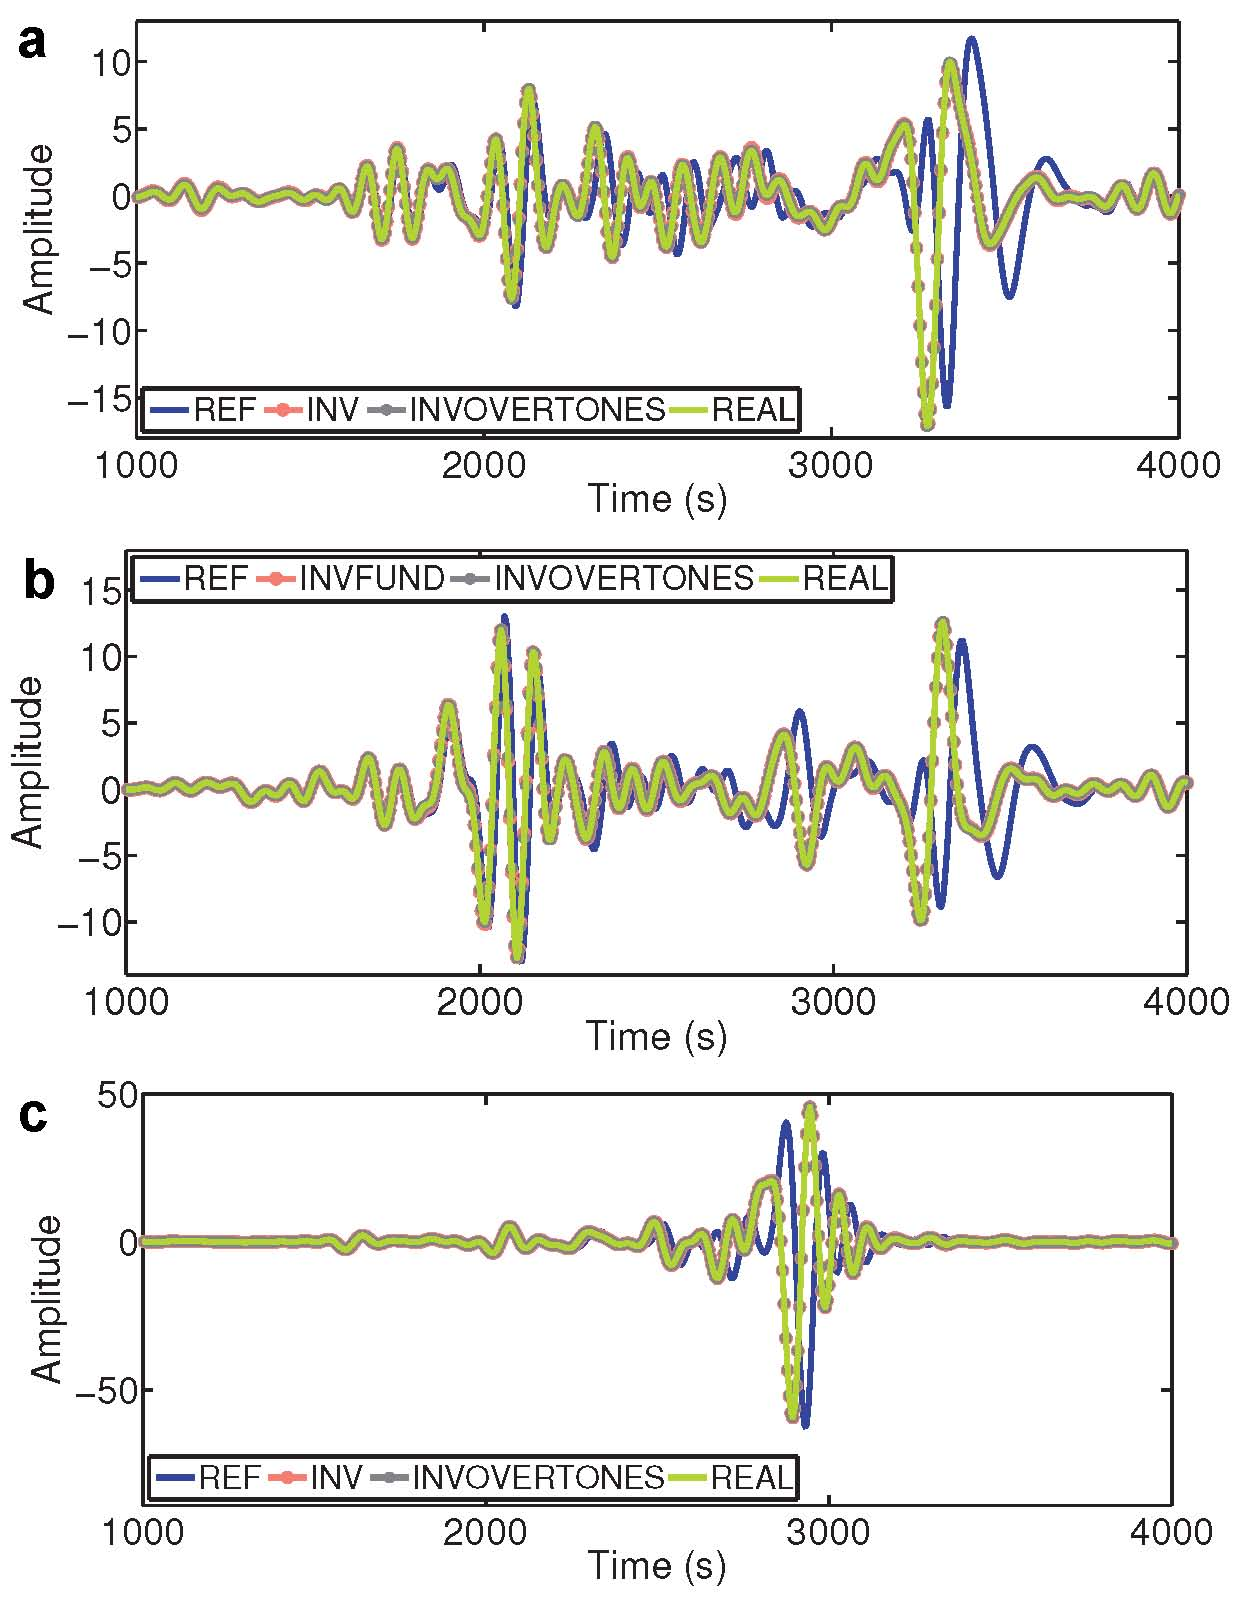 a
10
5
0
−5
−10
−15
Amplitude
REF INV INVOVERTONES REAL
1000 2000 3000 4000
Time (s)
b
REF INVFUND INVOVERTONES REAL
15
10
5
0
−5
−10
Amplitude
1000 2000 3000 4000
Time (s)
c
50
0
−50
Amplitude
REF INV INVOVERTONES REAL
1000 2000 3000 4000
Time (s)